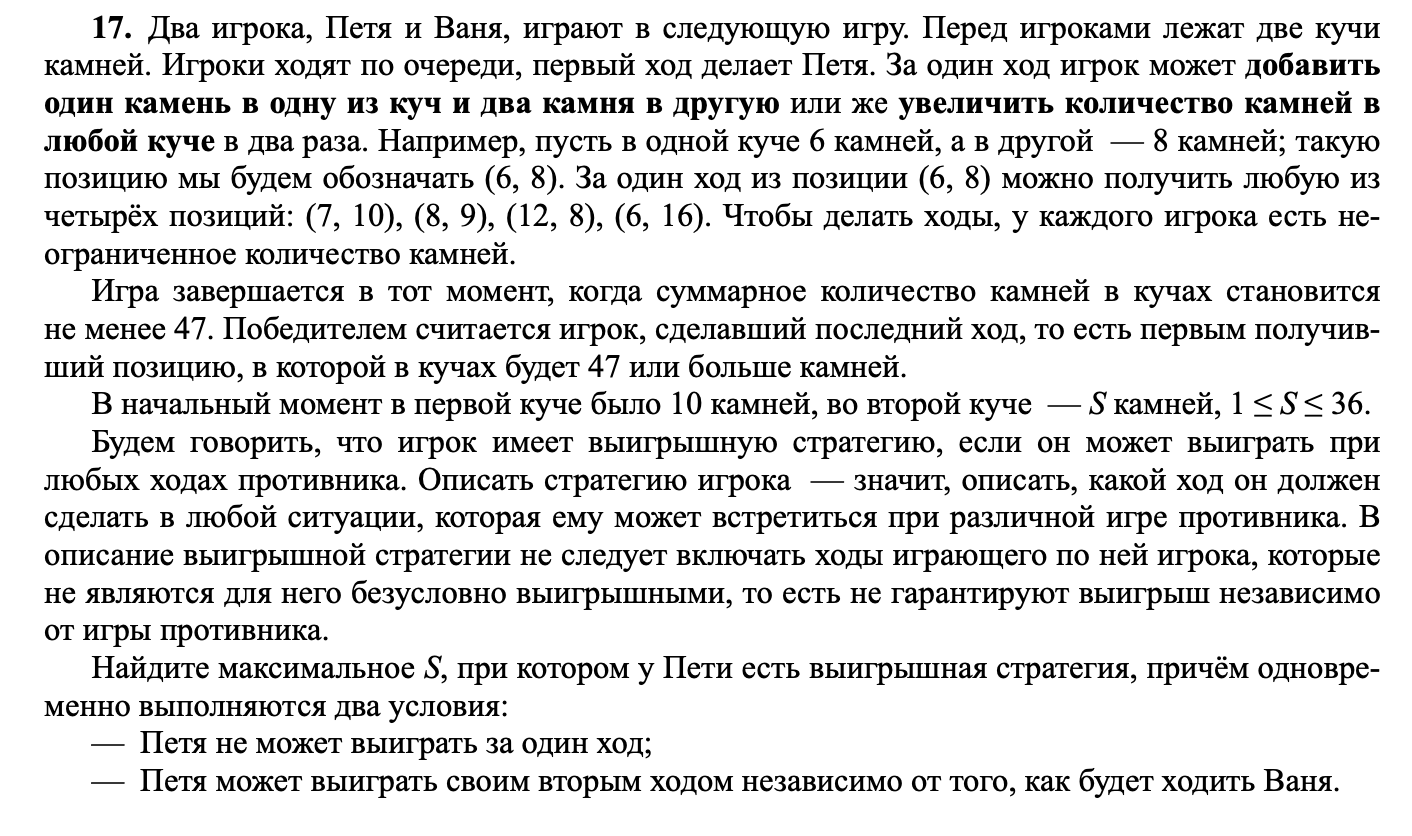 17. Два игрока, Петя и Ваня, играют в следующую игру. Перед игроками лежат две кучи
камней. Игроки ходят по очереди, первый ход делает Петя. За один ход игрок может добавить
один камень в одну из куч и два камня в другую или же увеличить количество камней в
любой куче в два раза. Например, пусть в одной куче 6 камней, а в другой — 8 камней; такую
позицию мы будем обозначать (6, 8). За один ход из позиции (6, 8) можно получить любую из
четырёх позиций: (7, 10), (8, 9), (12, 8), (6, 16). Чтобы делать ходы, у каждого игрока есть не-
ограниченное количество камней.
Игра завершается в тот момент, когда суммарное количество камней в кучах становится
не менее 47. Победителем считается игрок, сделавший последний ход, то есть первым получив-
ший позицию, в которой в кучах будет 47 или больше камней.
В начальный момент в первой куче было 10 камней, во второй куче — S камней, 1 ≤ S ≤ 36.
Будем говорить, что игрок имеет выигрышную стратегию, если он может выиграть при
любых ходах противника. Описать стратегию игрока — значит, описать, какой ход он должен
сделать в любой ситуации, которая ему может встретиться при различной игре противника. В
описание выигрышной стратегии не следует включать ходы играющего по ней игрока, которые
не являются для него безусловно выигрышными, то есть не гарантируют выигрыш независимо
от игры противника.
Найдите максимальное S, при котором у Пети есть выигрышная стратегия, причём одновре-
менно выполняются два условия:
— Петя не может выиграть за один ход;
— Петя может выиграть своим вторым ходом независимо от того, как будет ходить Ваня.